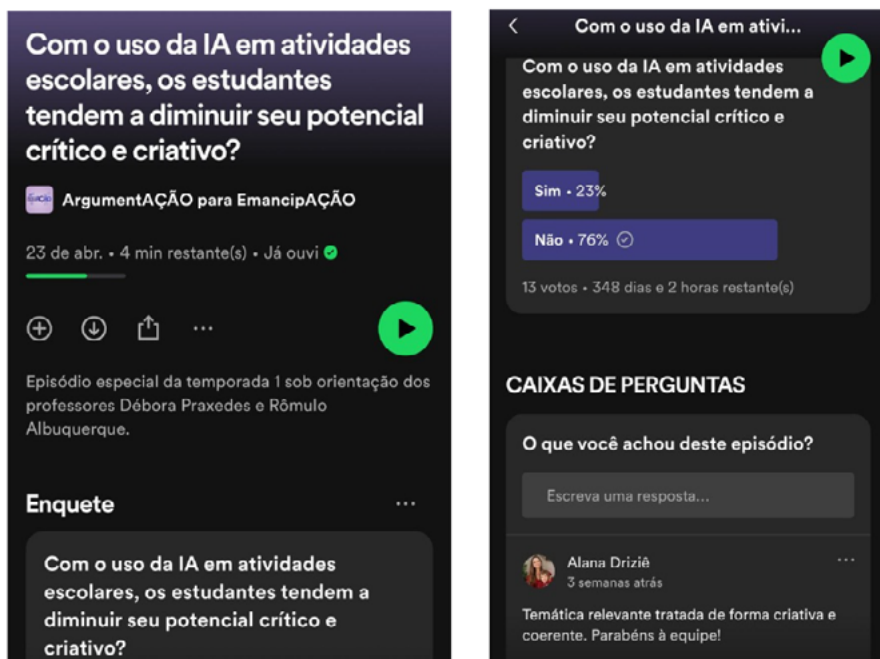 Com o uso da IA em atividades
escolares, os estudantes
tendem a diminuir seu potencial
crítico e criativo?
ArgumentAÇÃO para EmancipAÇÃO
23 de abr. • 4 min restante(s) • Já ouvi
Episódio especial da temporada 1 sob orientação dos
professores Débora Praxedes e Rômulo
Albuquerque.
Enquete
Com o uso da IA em atividades
escolares, os estudantes tendem a
diminuir seu potencial crítico e
criativo?
Com o uso da IA em ativi...
Com o uso da IA em atividades
escolares, os estudantes tendem a
diminuir seu potencial crítico e
criativo?
Sim • 23%
Não • 76%
13 votos • 348 dias e 2 horas restante(s)
CAIXAS DE PERGUNTAS
O que você achou deste episódio?
Escreva uma resposta...
Alana Driziê
3 semanas atrás
Temática relevante tratada de forma criativa e
coerente. Parabéns à equipe!